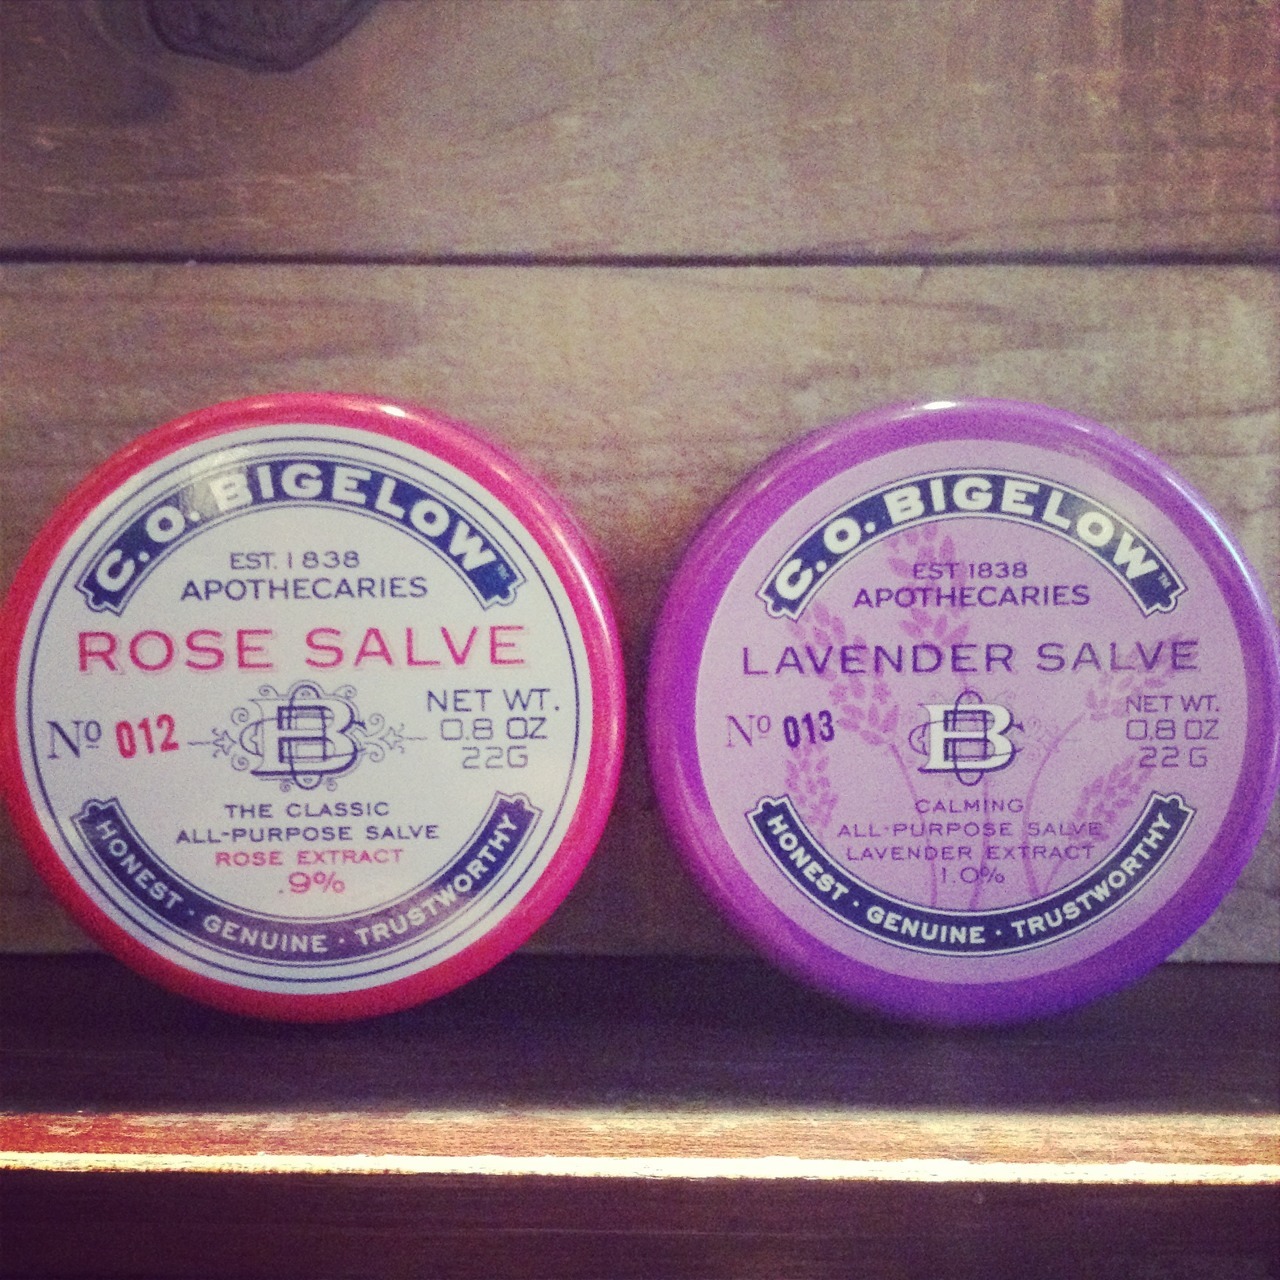 C. O. BIGELOW™
EST. 1838
APOTHECARIES
ROSE SALVE
Nº 012
B
NET WT.
0.8 OZ
22G
THE CLASSIC
ALL-PURPOSE SALVE
ROSE EXTRACT
.9%
HONEST · GENUINE · TRUSTWORTHY
C. O. BIGELOW™
EST 1838
APOTHECARIES
LAVENDER SALVE
Nº 013
B
NET WT.
0.8 OZ
22 G
CALMING
ALL-PURPOSE SALVE
LAVENDER EXTRACT
1.0%
HONEST · GENUINE · TRUSTWORTHY